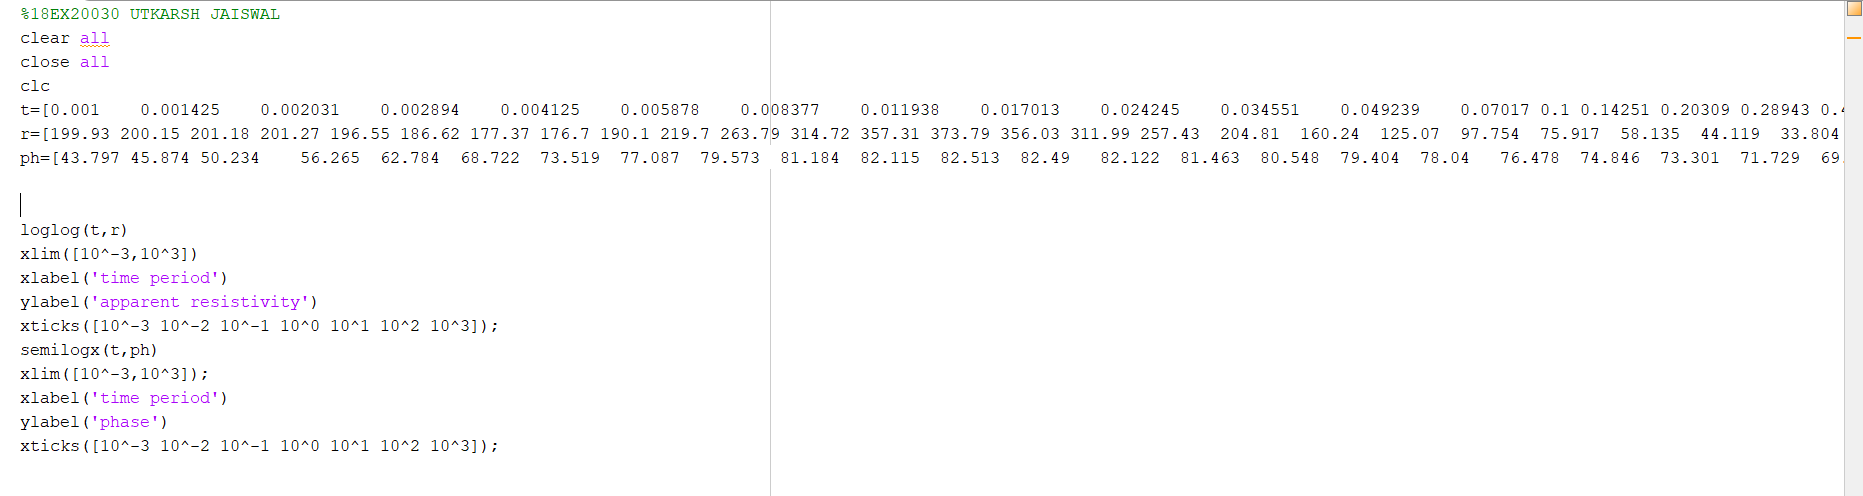 %18EX20030 UTKARSH JAISWAL
clear all
close all
clc
t=[0.001 0.001425 0.002031 0.002894 0.004125 0.005878 0.008377 0.011938 0.017013 0.024245 0.034551 0.049239 0.07017 0.1 0.14251 0.20309 0.28943
r=[199.93 200.15 201.18 201.27 196.55 186.62 177.37 176.7 190.1 219.7 263.79 314.72 357.31 373.79 356.03 311.99 257.43 204.81 160.24 125.07 97.754 75.917 58.135 44.119 33.804
ph=[43.797 45.874 50.234 56.265 62.784 68.722 73.519 77.087 79.573 81.184 82.115 82.513 82.49 82.122 81.463 80.548 79.404 78.04 76.478 74.846 73.301 71.729
loglog(t,r)
xlim([10^-3,10^3])
xlabel('time period')
ylabel('apparent resistivity')
xticks([10^-3 10^-2 10^-1 10^0 10^1 10^2 10^3]);
semilogx(t,ph)
xlim([10^-3,10^3]);
xlabel('time period')
ylabel('phase')
xticks([10^-3 10^-2 10^-1 10^0 10^1 10^2 10^3]);